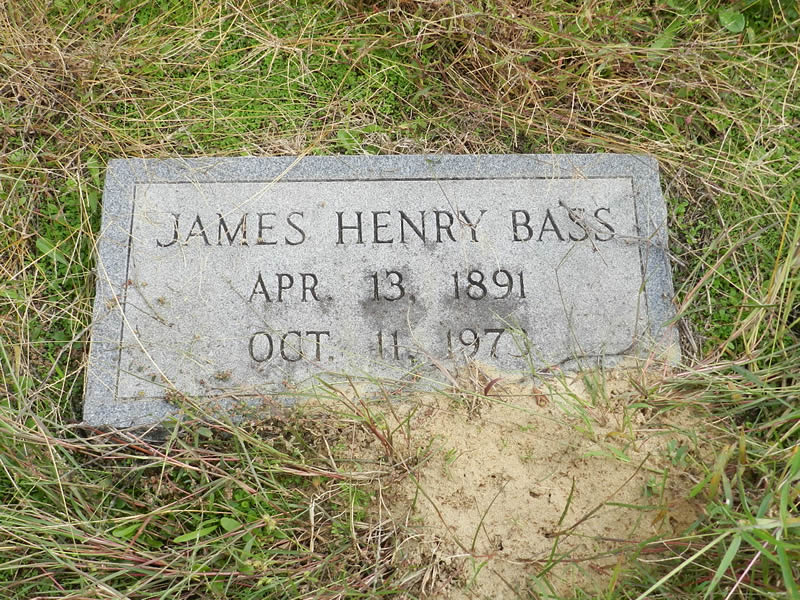 JAMES HENRY BASS
APR. 13, 1891
OCT. 11, 1973